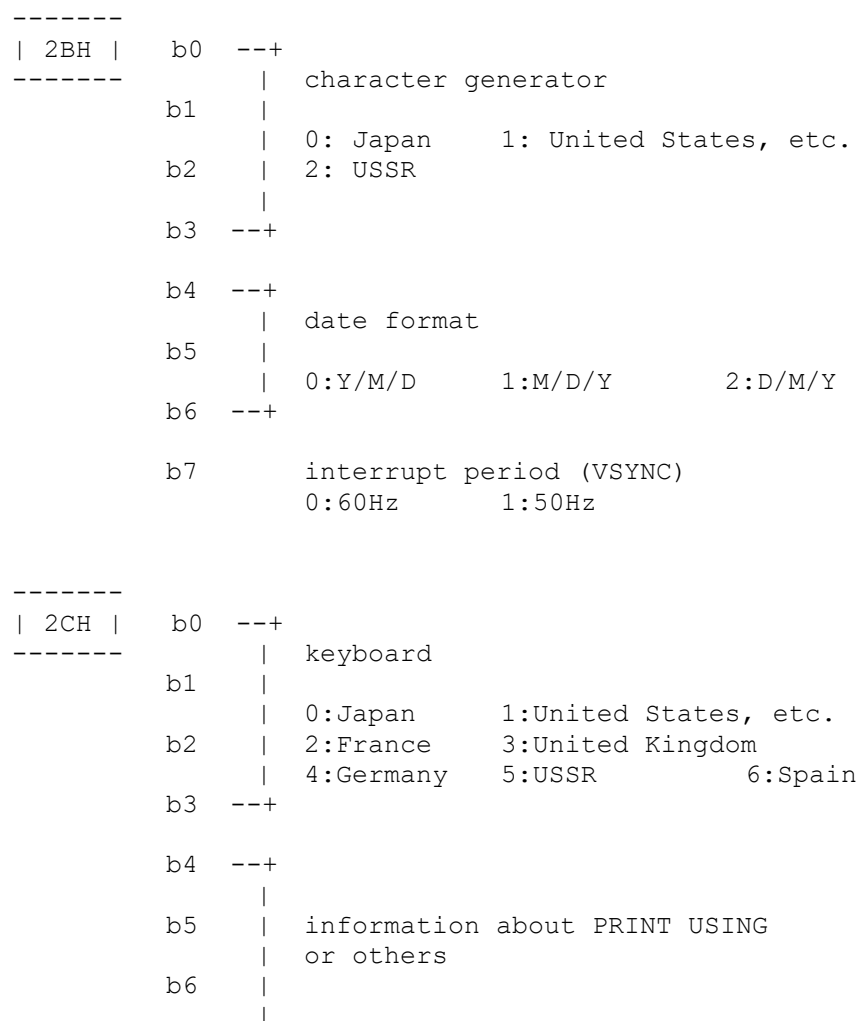 -------
| 2BH |   b0  --+
-------         |  character generator
          b1    |
                |  0: Japan    1: United States, etc.
          b2    |  2: USSR
                |
          b3  --+
          b4  --+
                |  date format
          b5    |
                |  0:Y/M/D     1:M/D/Y       2:D/M/Y
          b6  --+
          b7       interrupt period (VSYNC)
                   0:60Hz      1:50Hz
-------
| 2CH |   b0  --+
-------         |  keyboard
          b1    |
                |  0:Japan     1:United States, etc.
          b2    |  2:France    3:United Kingdom
                |  4:Germany   5:USSR         6:Spain
          b3  --+
          b4  --+
                |
          b5    |  information about PRINT USING
                |  or others
          b6    |
                |